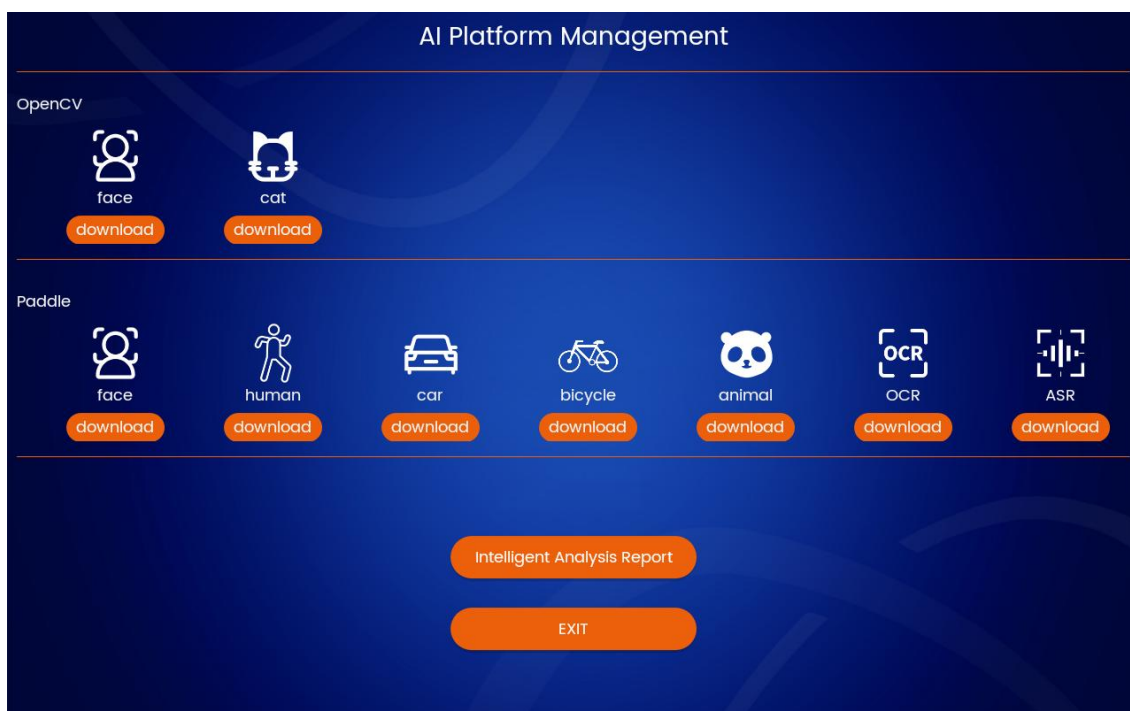 AI Platform Management
OpenCV
face cat
download download
Paddle
OCR
face human car bicycle animal OCR ASR
download download download download download download download
Intelligent Analysis Report
EXIT